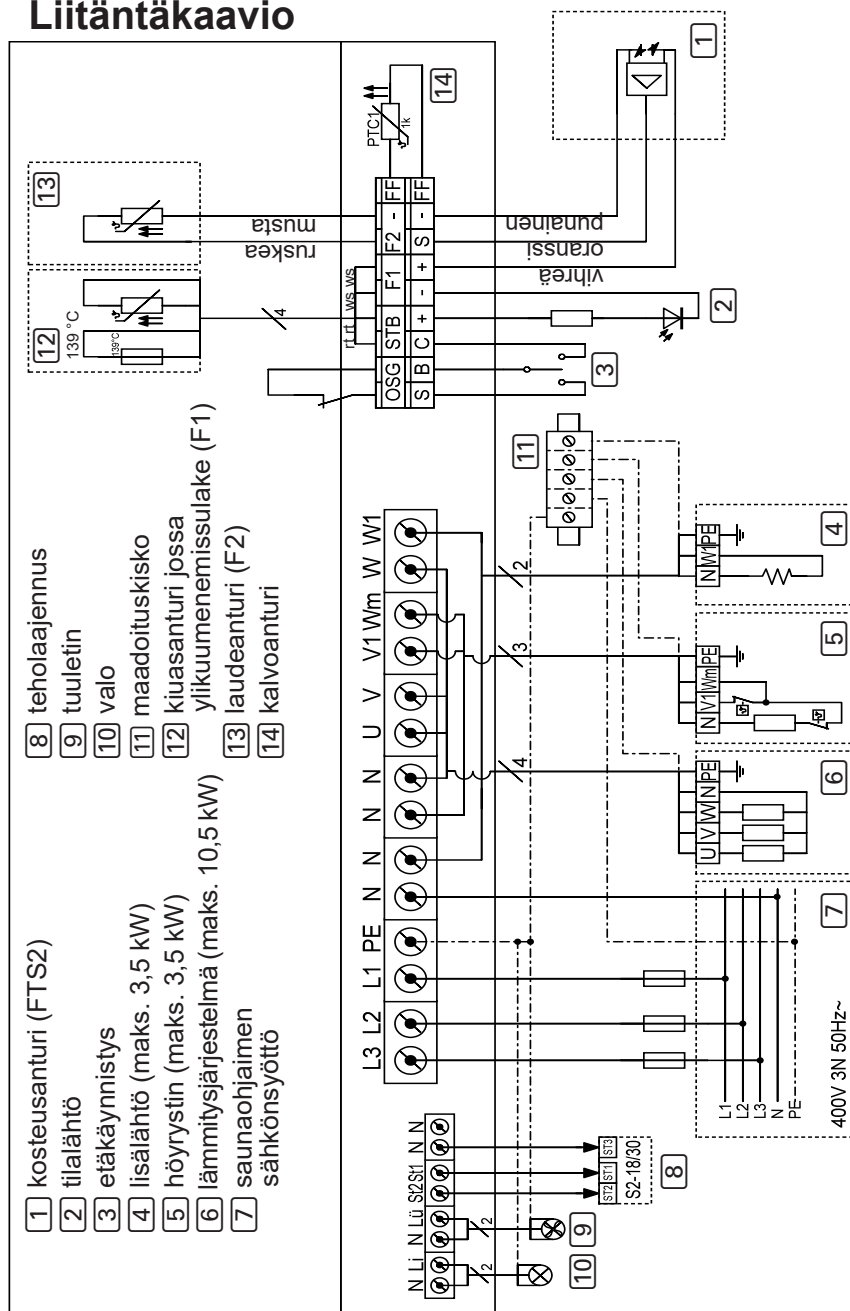 Liitäntäkaavio
1 kosteusanturi (FTS2)
2 tilalähtö
3 etäkäynnistys
4 lisälähtö (maks. 3,5 kW)
5 höyrystin (maks. 3,5 kW)
6 lämmitysjärjestelmä (maks. 10,5 kW)
7 saunaohjaimen
sähkönsyöttö
8 teholaajennus
9 tuuletin
10 valo
11 maadoituskisko
12 kiuasanturi jossa
ylikuumenemissulake (F1)
13 laudeanturi (F2)
14 kalvoanturi
12
139 °C
139°C
13
14
PTC1
1k
ruskea
musta
4
rt rt ws ws
OSG STB F1 F2 - FF
S B C + - + S - FF
vihreä
oranssi
punainen
1
2
3
N Li N Lü St2 St1 N N
L3 L2 L1 PE N N N N U V V1 Wm W W1
11
2
2
4
3
2
10
9
ST2 ST1 ST3
S2-18/30
8
L1
L2
L3
N
PE
400V 3N 50Hz~
7
U V W N PE
6
N V1 Wm PE
5
N W1 PE
4